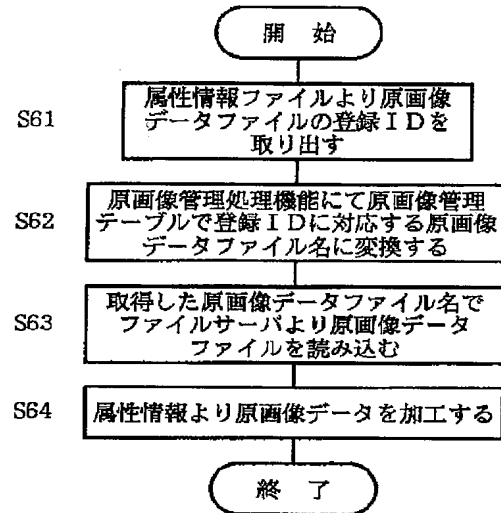 開 始
S61
属性情報ファイルより原画像
データファイルの登録ＩＤを
取り出す
S62
原画像管理処理機能にて原画像管理
テーブルで登録ＩＤに対応する原画像
データファイル名に変換する
S63
取得した原画像データファイル名で
ファイルサーバより原画像データ
ファイルを読み込む
S64
属性情報より原画像データを加工する
終 了